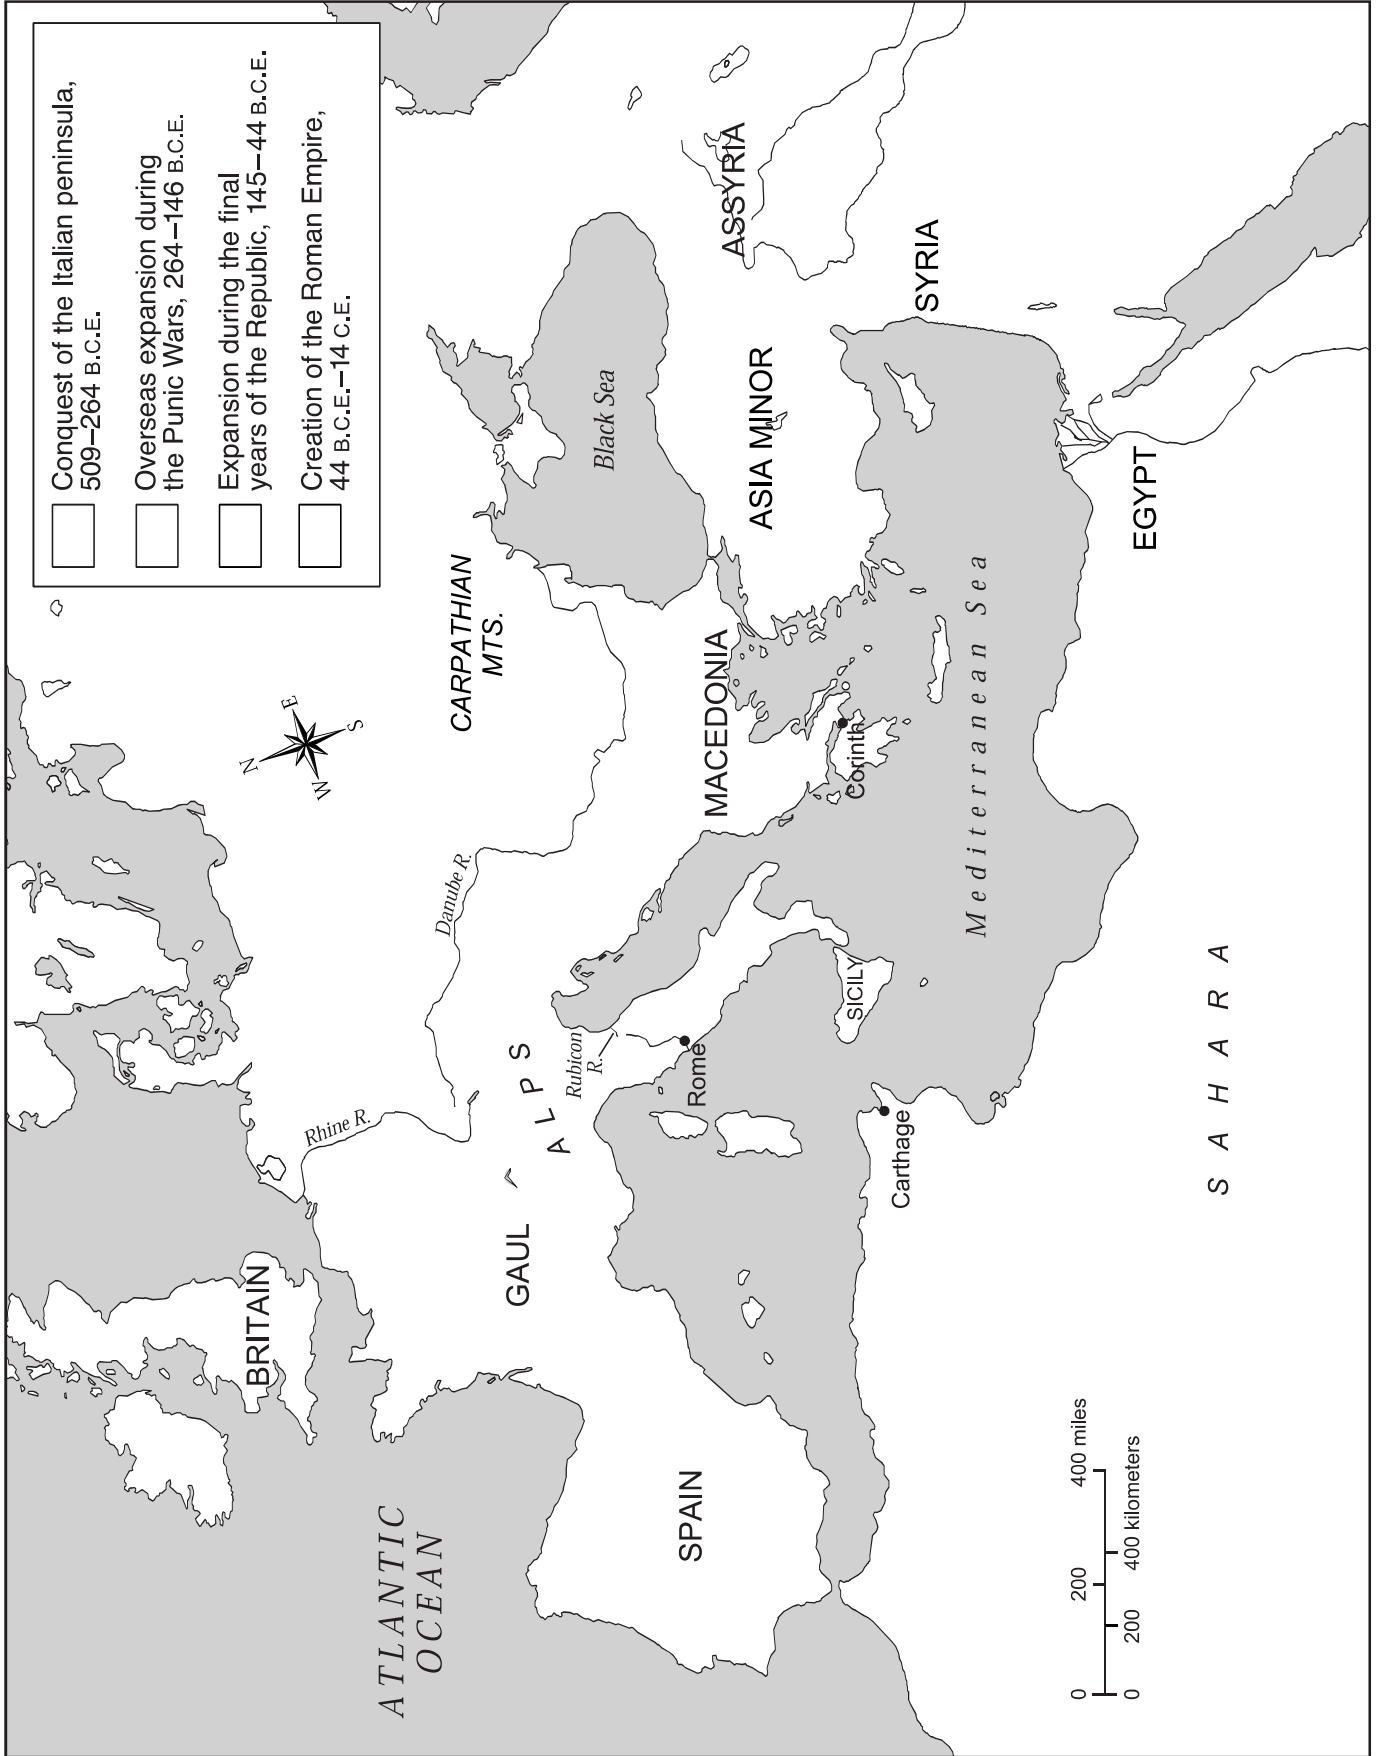 Conquest of the Italian peninsula,
509–264 B.C.E.
Overseas expansion during
the Punic Wars, 264–146 B.C.E.
Expansion during the final
years of the Republic, 145–44 B.C.E.
Creation of the Roman Empire,
44 B.C.E.–14 C.E.
N
E
S
W
BRITAIN
ATLANTIC
OCEAN
Rhine R.
GAUL
ALPS
Danube R.
CARPATHIAN
MTS.
Black Sea
Rubicon
R.
Rome
SPAIN
MACEDONIA
Corinth
ASIA MINOR
ASSYRIA
SYRIA
SICILY
Carthage
Mediterranean Sea
EGYPT
SAHARA
0 200 400 miles
0 200 400 kilometers